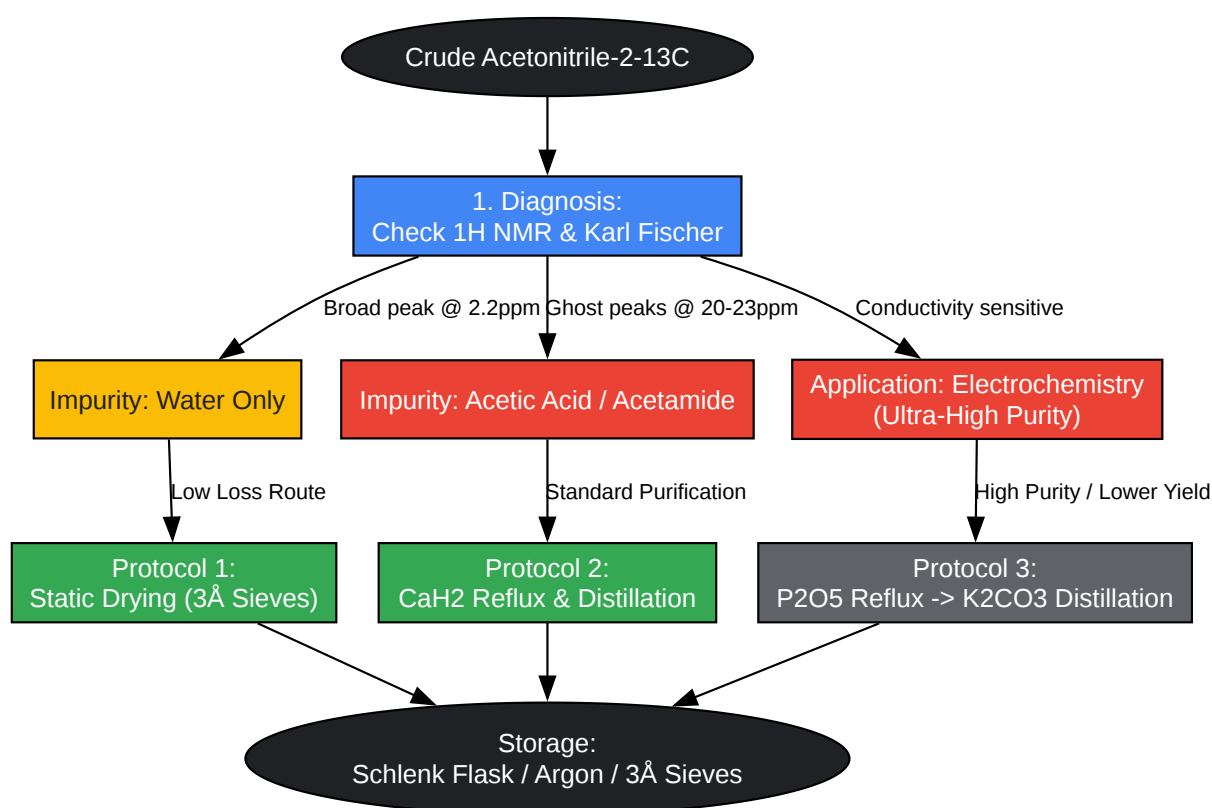 Crude Acetonitrile-2-13C
1. Diagnosis:
Check 1H NMR & Karl Fischer
Broad peak @ 2.2ppm
Ghost peaks @ 20-23ppm
Conductivity sensitive
Impurity: Water Only
Impurity: Acetic Acid / Acetamide
Application: Electrochemistry
(Ultra-High Purity)
Low Loss Route
Standard Purification
High Purity / Lower Yield
Protocol 1:
Static Drying (3Å Sieves)
Protocol 2:
CaH2 Reflux & Distillation
Protocol 3:
P2O5 Reflux -> K2CO3 Distillation
Storage:
Schlenk Flask / Argon / 3Å Sieves